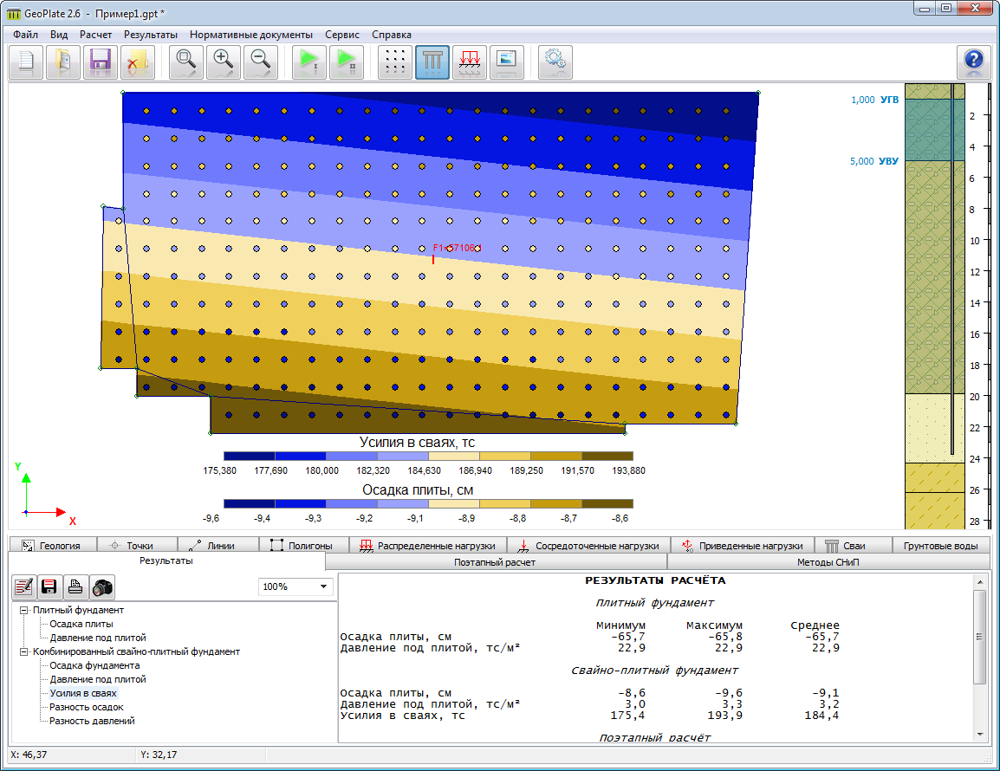 GeoPlate 2.6 - Пример1.gpt *
Файл Вид Расчет Результаты Нормативные документы Сервис Справка
I II ?
1,000 УГВ
5,000 УВУ
2
4
6
8
10
12
14
16
18
20
22
24
26
28
F1=57106,1
Y
X
Усилия в сваях, тс
175,380 177,690 180,000 182,320 184,630 186,940 189,250 191,570 193,880
Осадка плиты, см
-9,6 -9,4 -9,3 -9,2 -9,1 -8,9 -8,8 -8,7 -8,6
Геология Точки Линии Полигоны Распределенные нагрузки Сосредоточенные нагрузки Приведенные нагрузки Сваи Грунтовые воды
Результаты Поэтапный расчет Методы СНиП
100%
Плитный фундамент
Осадка плиты
Давление под плитой
Комбинированный свайно-плитный фундамент
Осадка фундамента
Давление под плитой
Усилия в сваях
Разность осадок
Разность давлений
РЕЗУЛЬТАТЫ РАСЧЁТА
Плитный фундамент
Минимум Максимум Среднее
Осадка плиты, см -65,7 -65,8 -65,7
Давление под плитой, тс/м² 22,9 22,9 22,9
Свайно-плитный фундамент
Осадка плиты, см -8,6 -9,6 -9,1
Давление под плитой, тс/м² 3,0 3,3 3,2
Усилия в сваях, тс 175,4 193,9 184,4
Поэтапный расчёт
X: 46,37 Y: 32,17